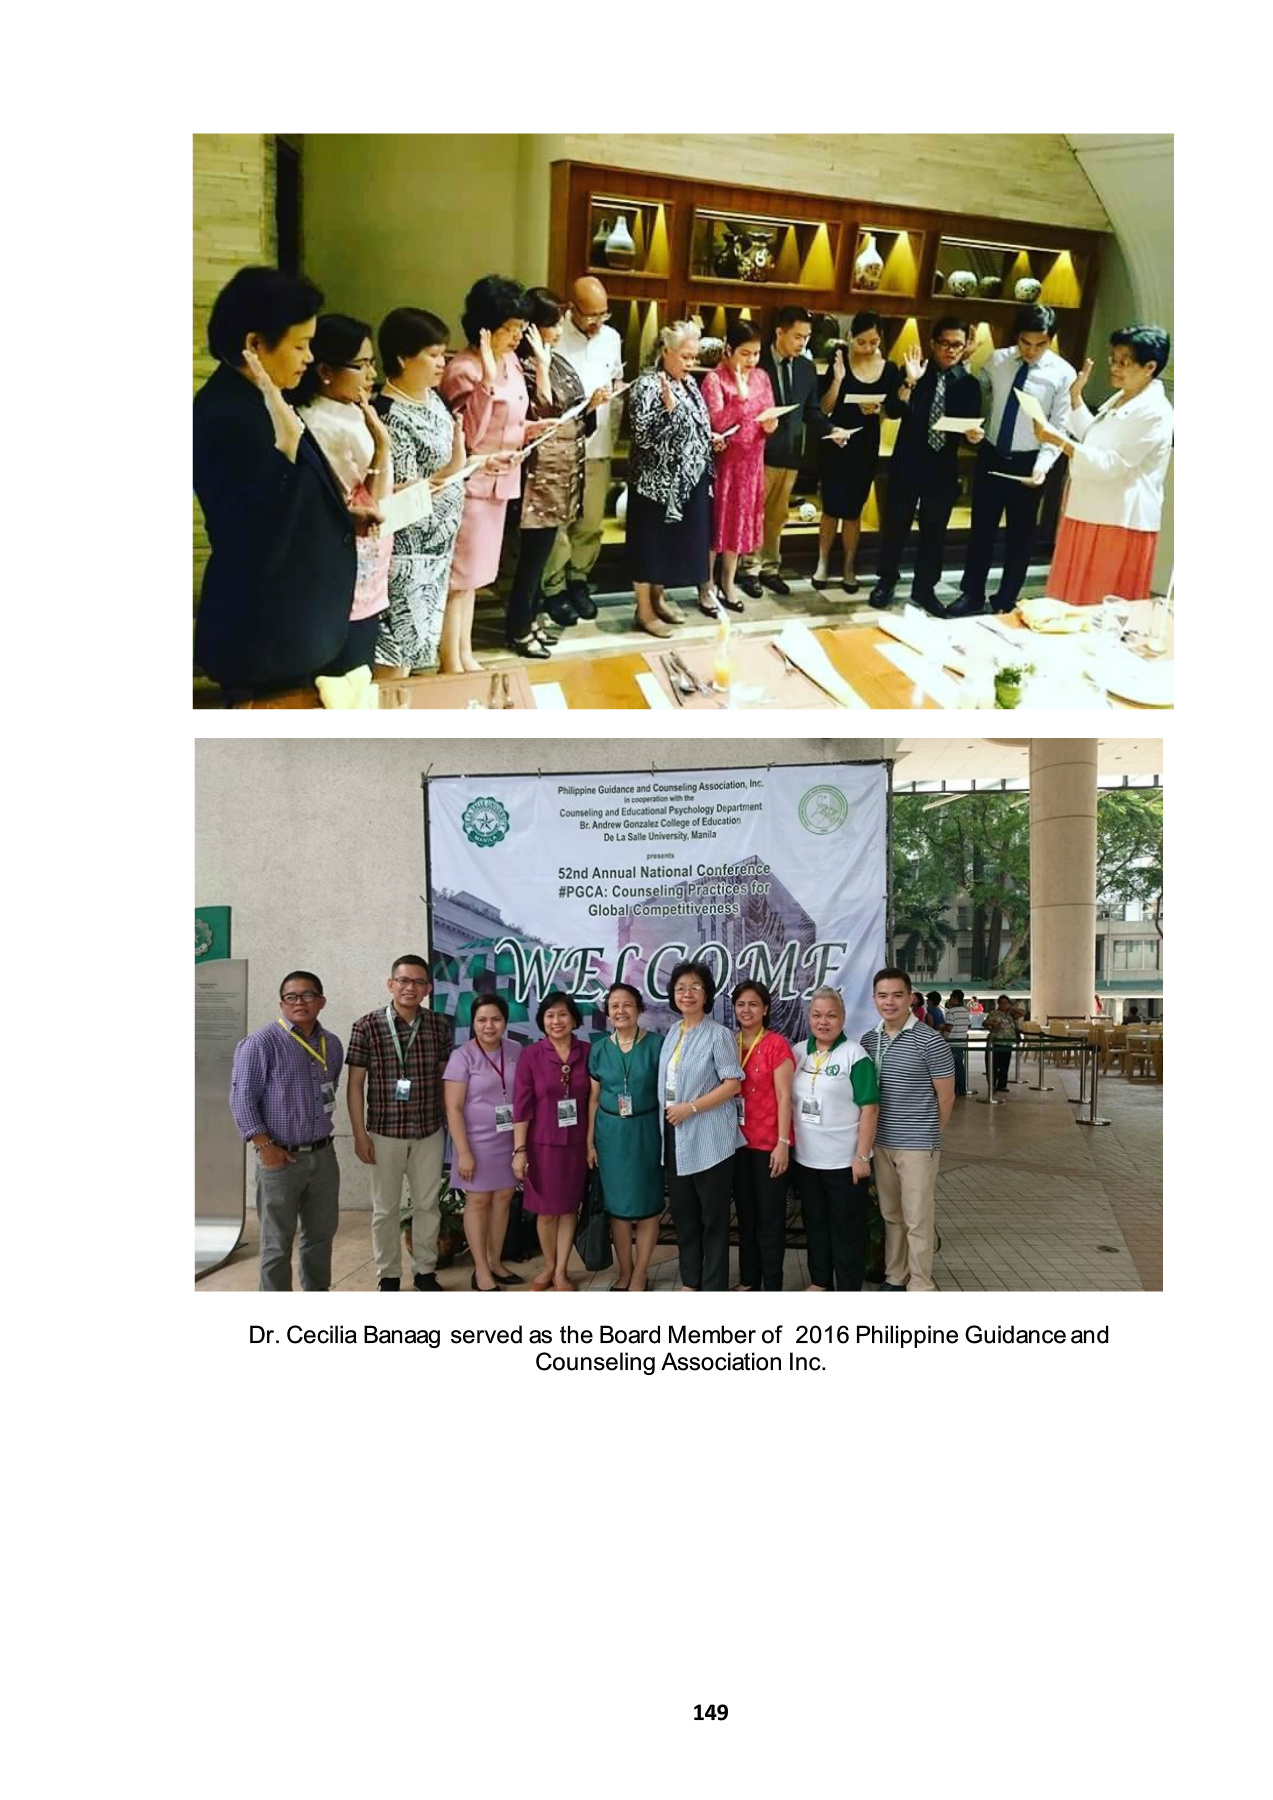 Philippine Guidance and Counseling Association, Inc.
in cooperation with the
Counseling and Educational Psychology Department
Br. Andrew Gonzalez College of Education
De La Salle University, Manila
presents
52nd Annual National Conference
#PGCA: Counseling Practices for
Global Competitiveness
WELCOME
Dr. Cecilia Banaag served as the Board Member of 2016 Philippine Guidance and
Counseling Association Inc.
149